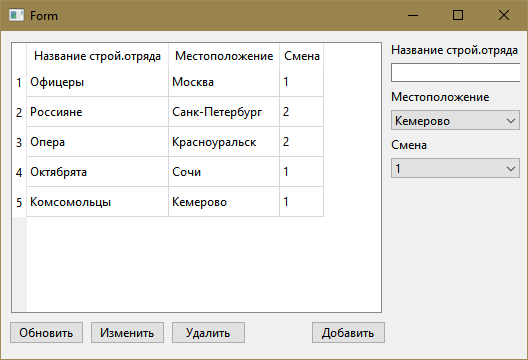 Form
Название строй.отряда Местоположение Смена
1 Офицеры Москва 1
2 Россияне Санк-Петербург 2
3 Опера Красноуральск 2
4 Октябрята Сочи 1
5 Комсомольцы Кемерово 1
Название строй.отряда
Местоположение
Кемерово
Смена
1
Обновить Изменить Удалить Добавить